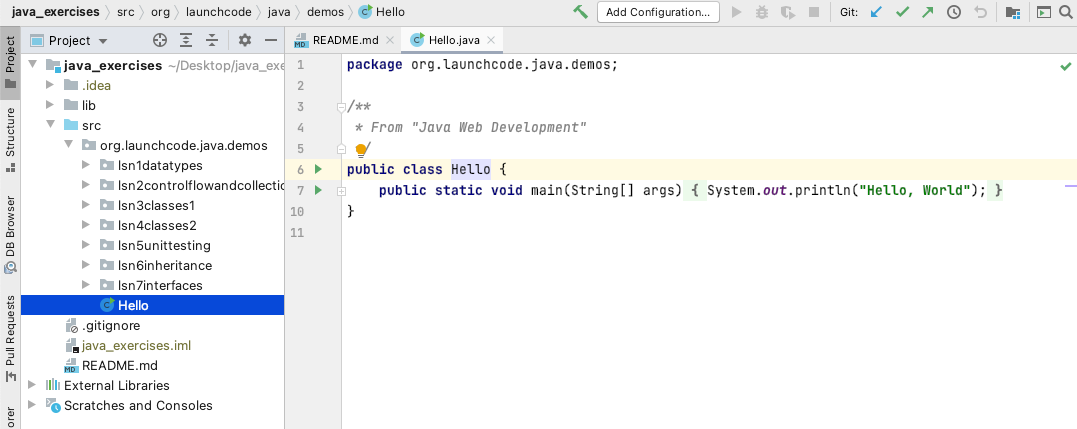 java_exercises src org launchcode java demos Hello Add Configuration... Git:
Project
README.md Hello.java
java_exercises ~/Desktop/java_exe
.idea
lib
src
org.launchcode.java.demos
lsn1datatypes
lsn2controlflowandcollectio
lsn3classes1
lsn4classes2
lsn5unittesting
lsn6inheritance
lsn7interfaces
Hello
.gitignore
java_exercises.iml
README.md
External Libraries
Scratches and Consoles
Project
Structure
DB Browser
Pull Requests
orer
1 package org.launchcode.java.demos;
2
3 /**
4 * From "Java Web Development"
5 /
6 public class Hello {
7 public static void main(String[] args) { System.out.println("Hello, World"); }
10 }
11